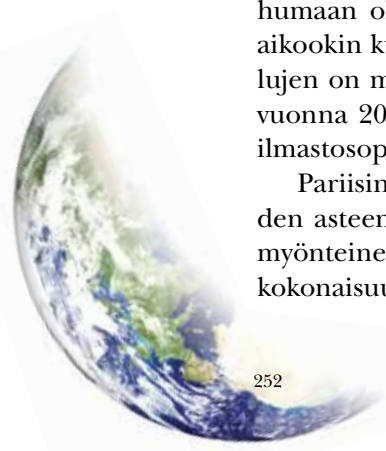 humaan o
aikookin k
lujen on m
vuonna 20
ilmastosop
Pariisin
den asteen
myönteine
kokonaisuu
252